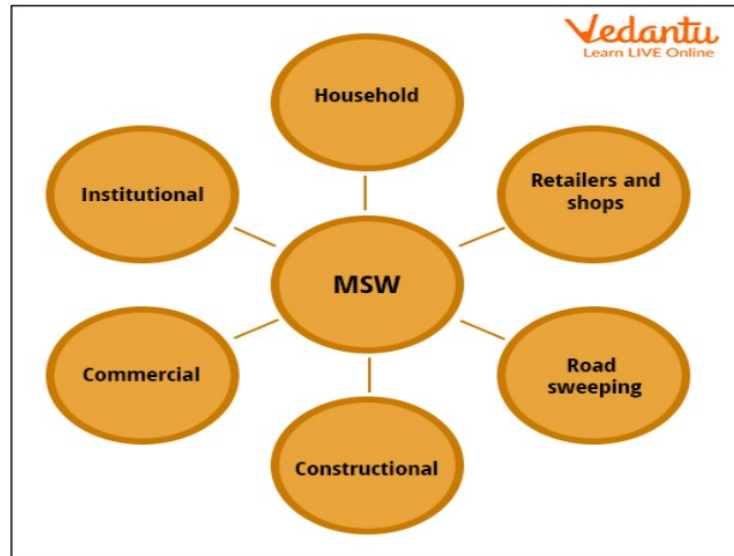 Vedantu
Learn LIVE Online
Household
Retailers and
shops
Institutional
MSW
Commercial
Road
sweeping
Constructional